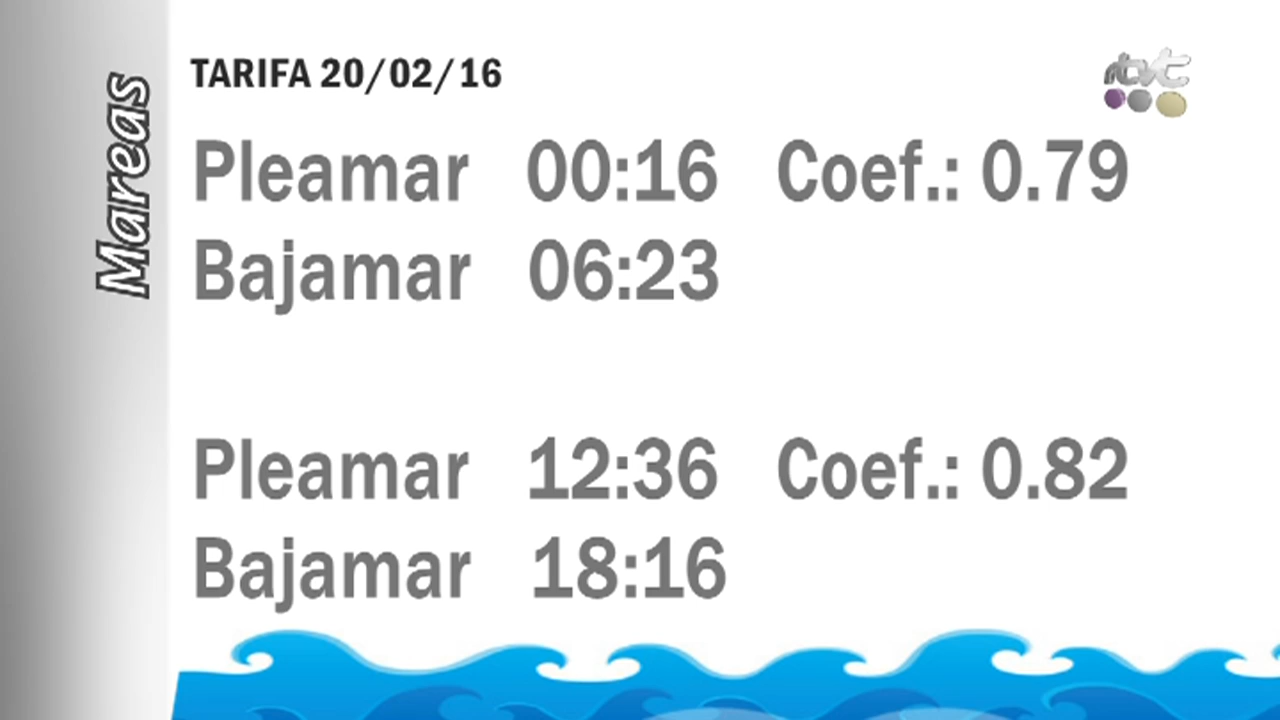 Mareas
TARIFA 20/02/16
rtvt
Pleamar 00:16 Coef.: 0.79
Bajamar 06:23
Pleamar 12:36 Coef.: 0.82
Bajamar 18:16